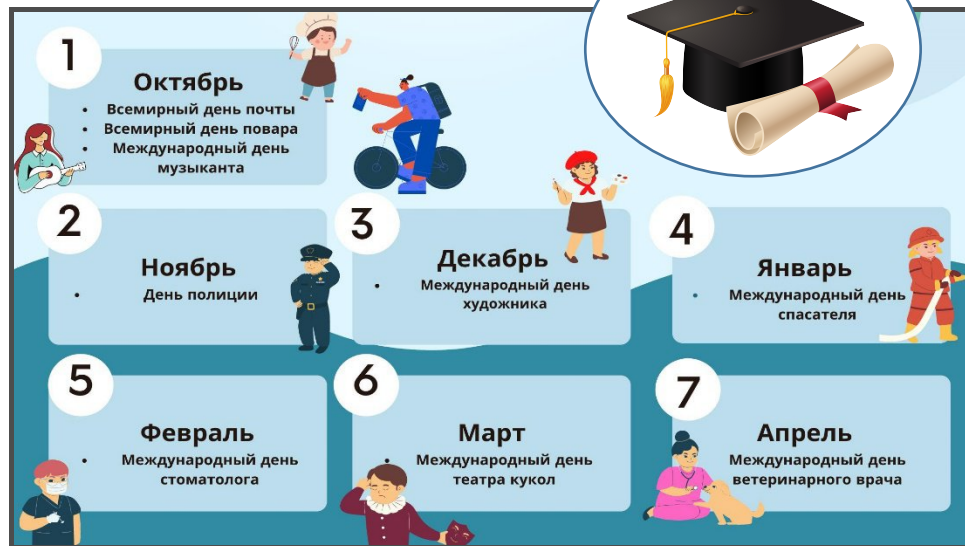 1
Октябрь
• Всемирный день почты
• Всемирный день повара
• Международный день
музыканта
2
Ноябрь
• День полиции
3
Декабрь
• Международный день
художника
4
Январь
• Международный день
спасателя
5
Февраль
• Международный день
стоматолога
6
Март
• Международный день
театра кукол
7
Апрель
Международный день
ветеринарного врача